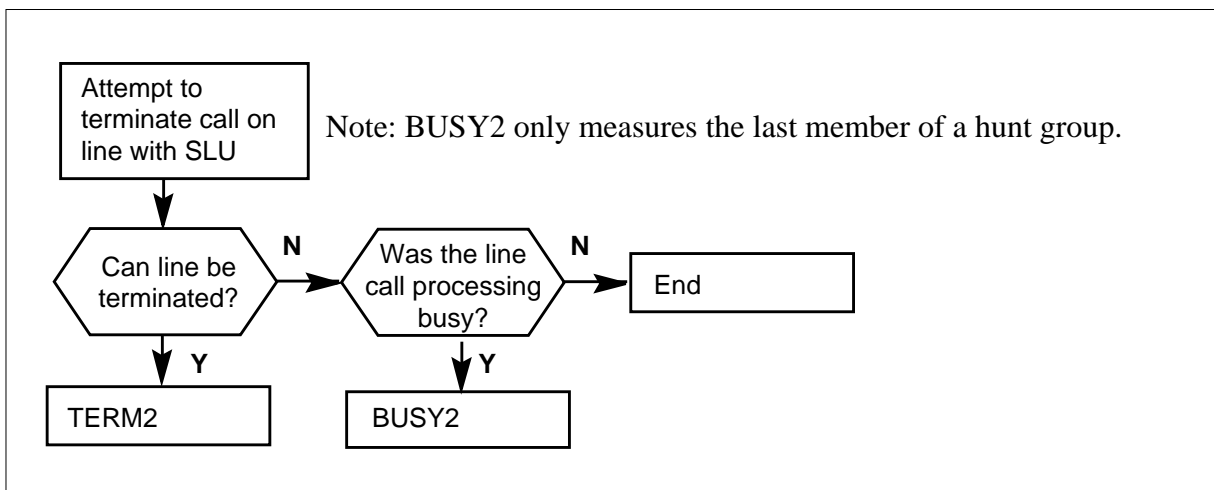 Attempt to
terminate call on
line with SLU
Note: BUSY2 only measures the last member of a hunt group.
Can line be
terminated?
N
Was the line
call processing
busy?
N
End
Y
Y
TERM2
BUSY2